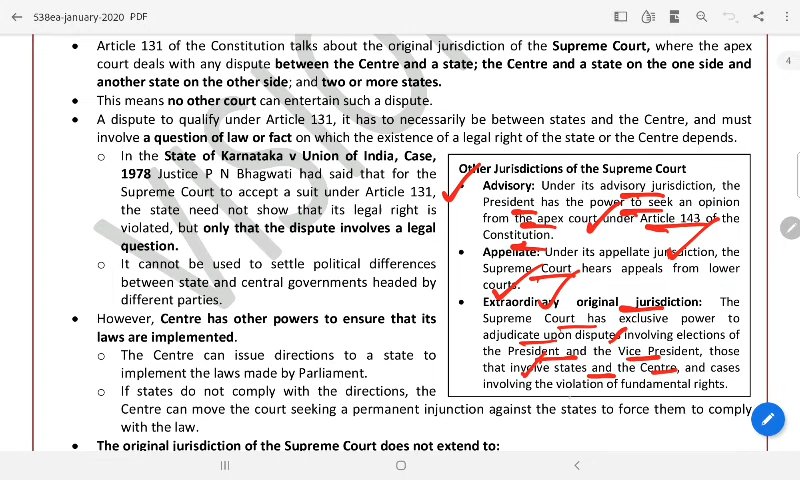 538ea-january-2020 PDF
4
• Article 131 of the Constitution talks about the original jurisdiction of the Supreme Court, where the apex
court deals with any dispute between the Centre and a state; the Centre and a state on the one side and
another state on the other side; and two or more states.
• This means no other court can entertain such a dispute.
• A dispute to qualify under Article 131, it has to necessarily be between states and the Centre, and must
involve a question of law or fact on which the existence of a legal right of the state or the Centre depends.
o In the State of Karnataka v Union of India, Case,
1978 Justice P N Bhagwati had said that for the
Supreme Court to accept a suit under Article 131,
the state need not show that its legal right is
violated, but only that the dispute involves a legal
question.
o It cannot be used to settle political differences
between state and central governments headed by
different parties.
• However, Centre has other powers to ensure that its
laws are implemented.
o The Centre can issue directions to a state to
implement the laws made by Parliament.
o If states do not comply with the directions, the
Centre can move the court seeking a permanent injunction against the states to force them to comply
with the law.
• The original jurisdiction of the Supreme Court does not extend to:
Other Jurisdictions of the Supreme Court
• Advisory: Under its advisory jurisdiction, the
President has the power to seek an opinion
from the apex court under Article 143 of the
Constitution.
• Appellate: Under its appellate jurisdiction, the
Supreme Court hears appeals from lower
courts.
• Extraordinary original jurisdiction: The
Supreme Court has exclusive power to
adjudicate upon disputes involving elections of
the President and the Vice President, those
that involve states and the Centre, and cases
involving the violation of fundamental rights.